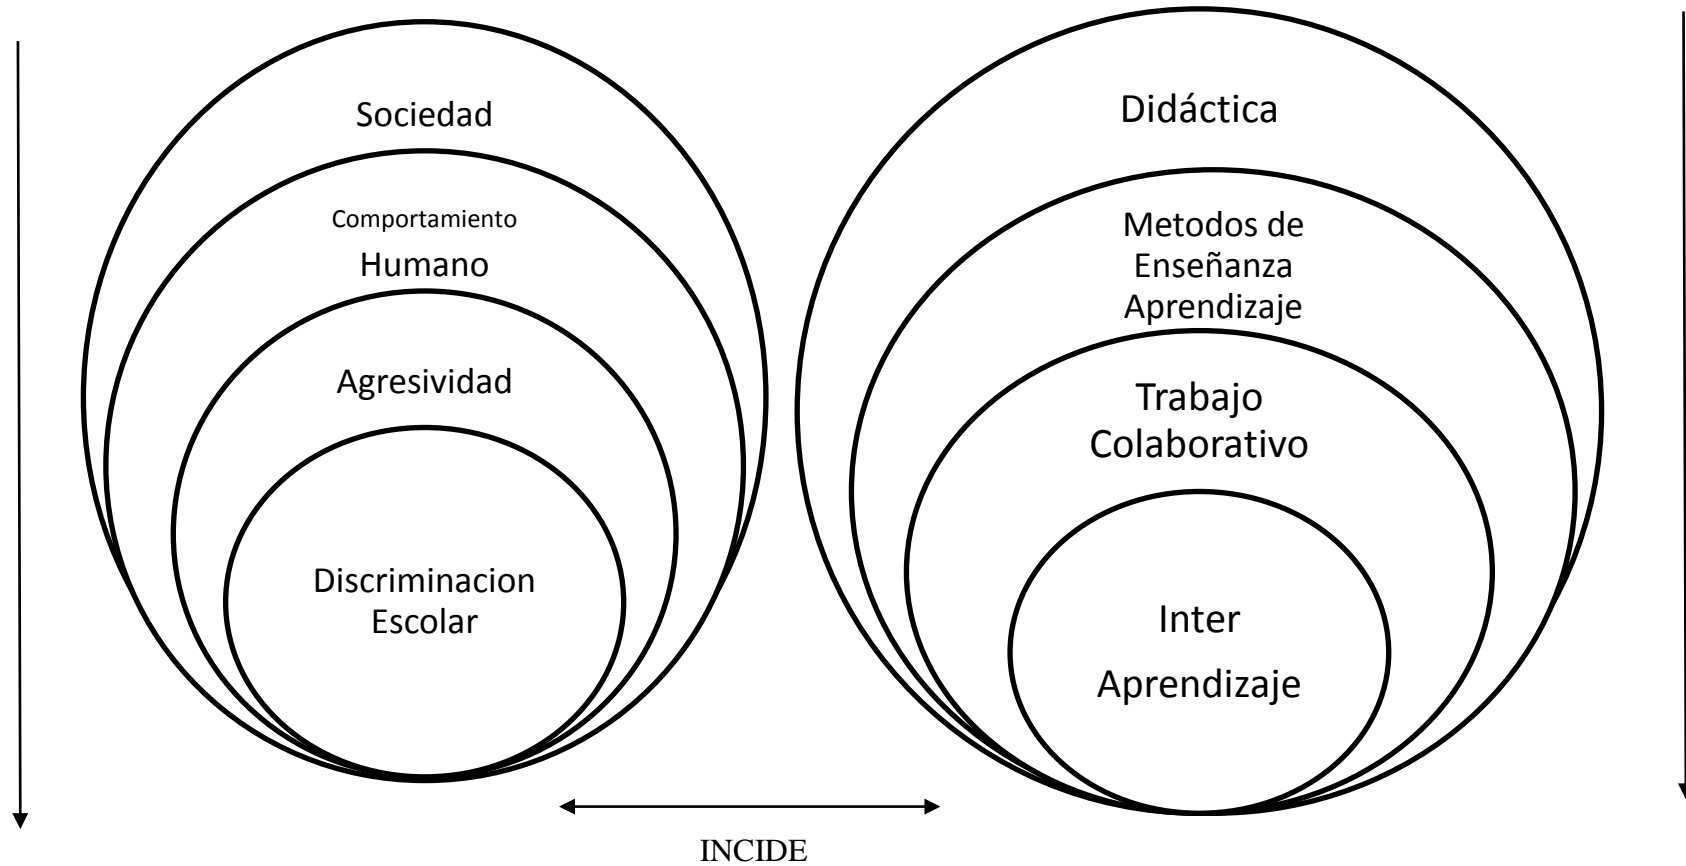 Sociedad
Comportamiento
Humano
Agresividad
Discriminacion
Escolar
Didáctica
Metodos de
Enseñanza
Aprendizaje
Trabajo
Colaborativo
Inter
Aprendizaje
INCIDE